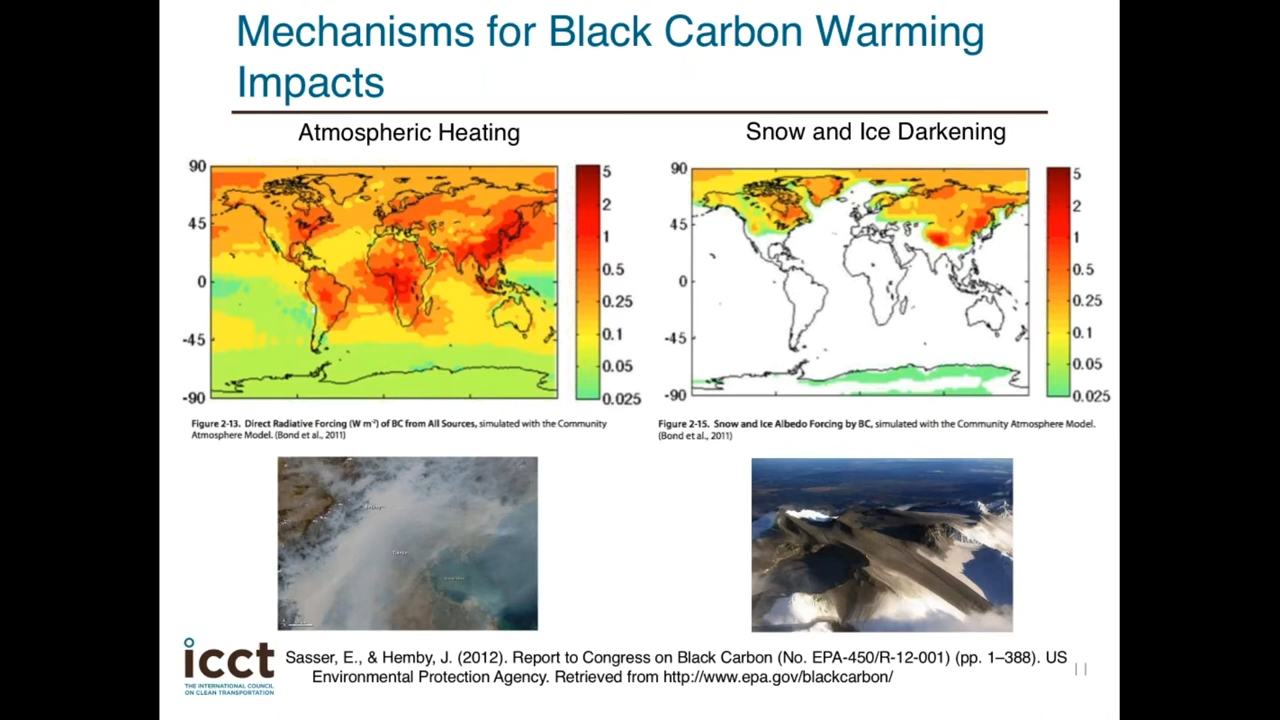 Mechanisms for Black Carbon Warming
Impacts
Atmospheric Heating
90
45
0
-45
-90
5
2
1
0.5
0.25
0.1
0.05
0.025
Figure 2-13. Direct Radiative Forcing (W m⁻²) of BC from All Sources, simulated with the Community
Atmosphere Model. (Bond et al., 2011)
Snow and Ice Darkening
90
45
0
-45
-90
5
2
1
0.5
0.25
0.1
0.05
0.025
Figure 2-15. Snow and Ice Albedo Forcing by BC, simulated with the Community Atmosphere Model.
(Bond et al., 2011)
icct
THE INTERNATIONAL COUNCIL
ON CLEAN TRANSPORTATION
Sasser, E., & Hemby, J. (2012). Report to Congress on Black Carbon (No. EPA-450/R-12-001) (pp. 1–388). US
Environmental Protection Agency. Retrieved from http://www.epa.gov/blackcarbon/
11